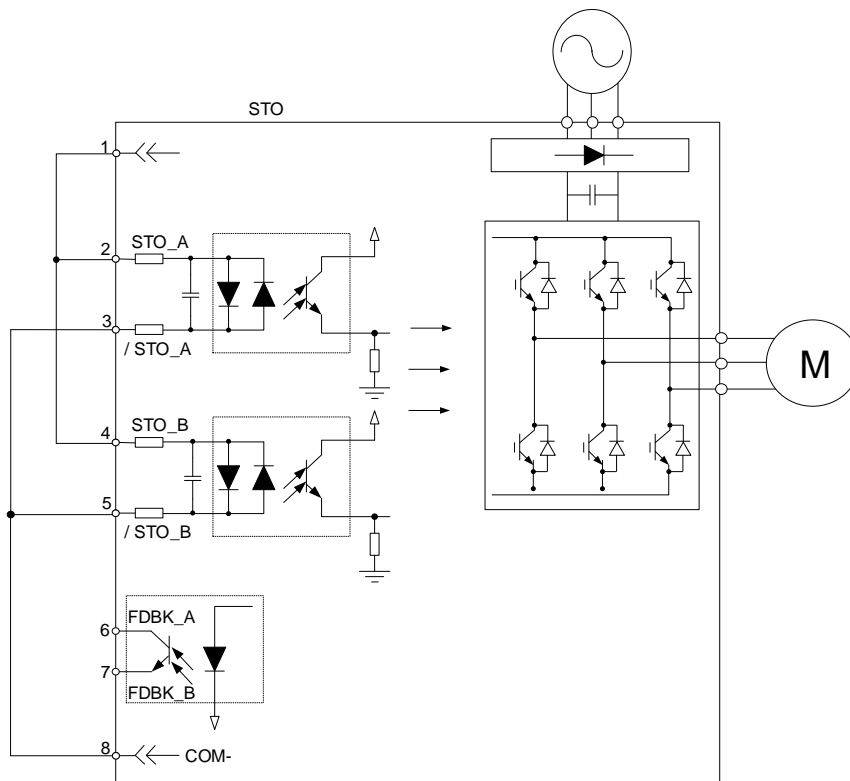 STO
1
2
STO_A
3
/ STO_A
4
STO_B
5
/ STO_B
6
FDBK_A
7
FDBK_B
8
COM-
M